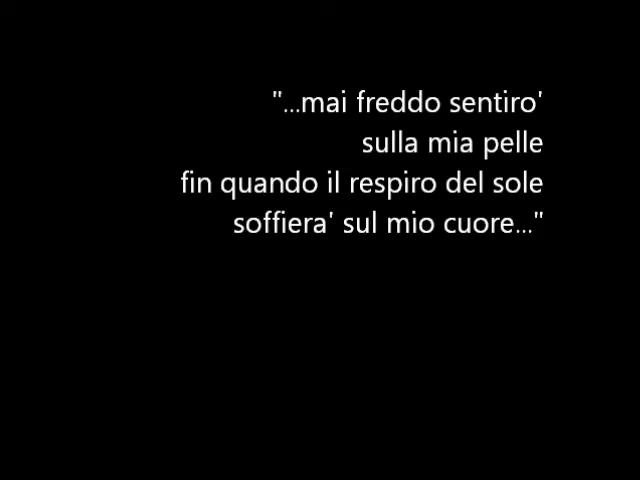 "...mai freddo sentiro'
sulla mia pelle
fin quando il respiro del sole
soffiera' sul mio cuore..."